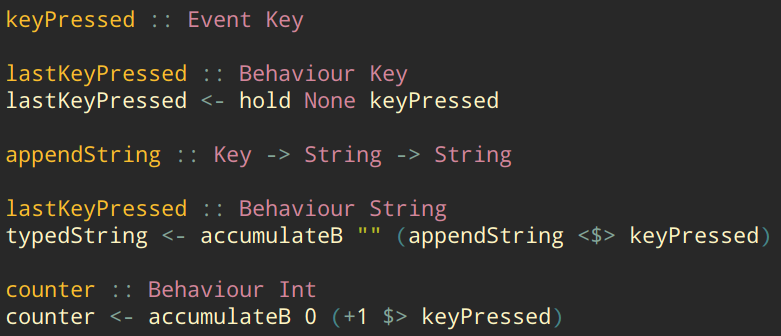 keyPressed :: Event Key
lastKeyPressed :: Behaviour Key
lastKeyPressed <- hold None keyPressed
appendString :: Key -> String -> String
lastKeyPressed :: Behaviour String
typedString <- accumulateB "" (appendString <$> keyPressed)
counter :: Behaviour Int
counter <- accumulateB 0 (+1 $> keyPressed)